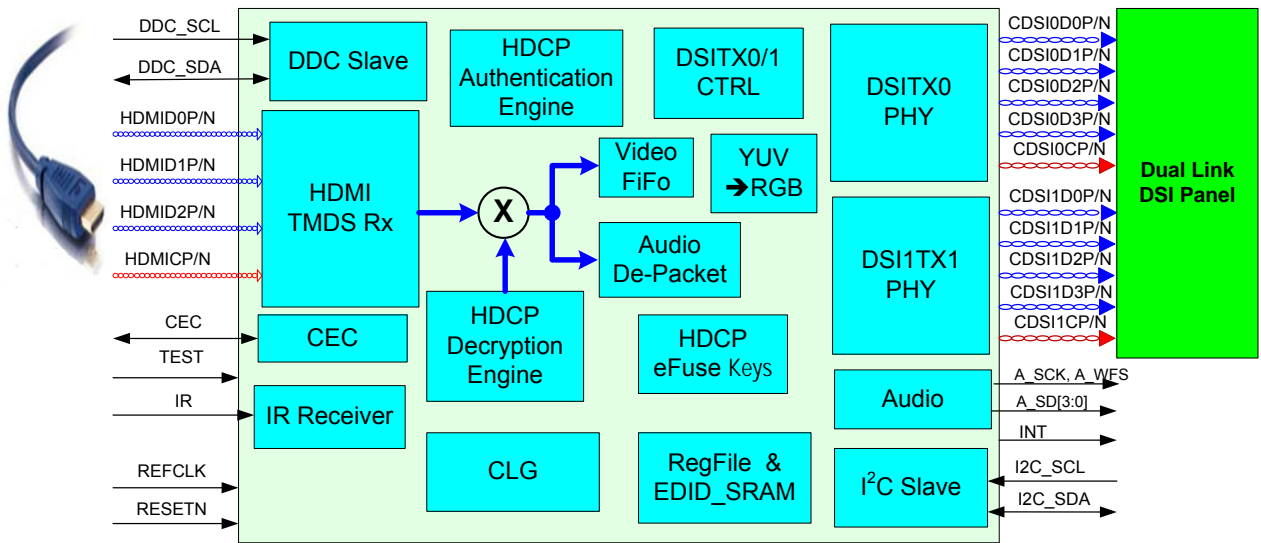 DDC_SCL
DDC_SDA
HDMID0P/N
HDMID1P/N
HDMID2P/N
HDMICP/N
CEC
TEST
IR
REFCLK
RESETN
DDC Slave
HDMI
TMDS Rx
CEC
IR Receiver
HDCP
Authentication
Engine
X
HDCP
Decryption
Engine
CLG
Video
FiFo
Audio
De-Packet
DSITX0/1
CTRL
YUV
➔RGB
HDCP
eFuse Keys
RegFile &
EDID_SRAM
DSITX0
PHY
DSI1TX1
PHY
Audio
I²C Slave
CDSI0D0P/N
CDSI0D1P/N
CDSI0D2P/N
CDSI0D3P/N
CDSI0CP/N
CDSI1D0P/N
CDSI1D1P/N
CDSI1D2P/N
CDSI1D3P/N
CDSI1CP/N
A_SCK, A_WFS
A_SD[3:0]
INT
I2C_SCL
I2C_SDA
Dual Link
DSI Panel